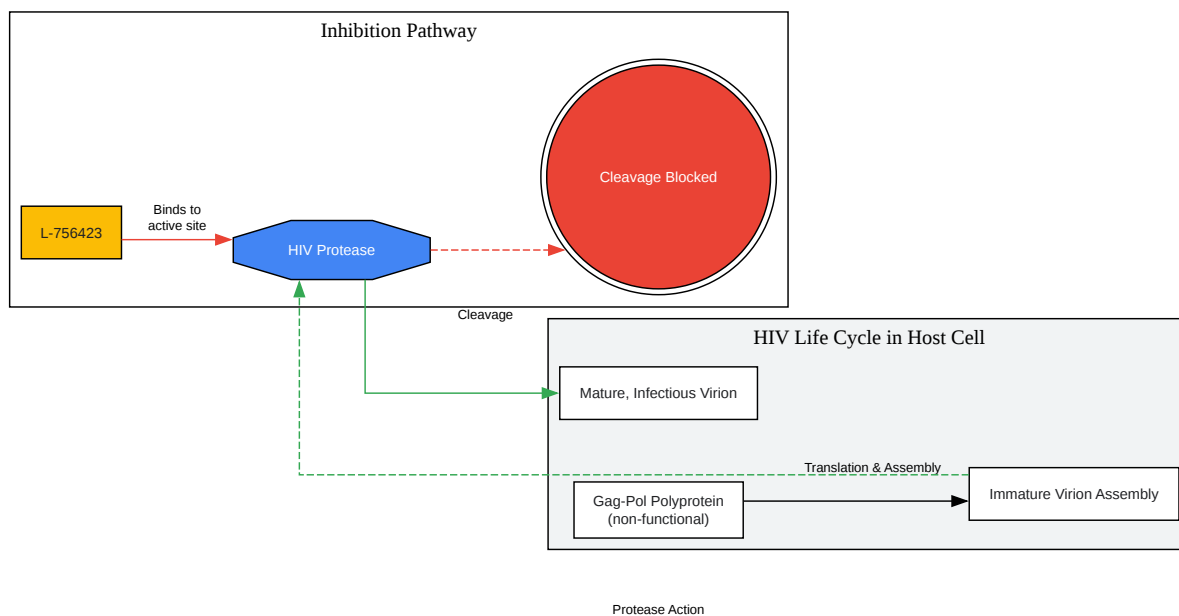 Inhibition Pathway
Cleavage Blocked
Binds to
active site
L-756423
HIV Protease
Cleavage
HIV Life Cycle in Host Cell
Mature, Infectious Virion
Translation & Assembly
Gag-Pol Polyprotein
(non-functional)
Immature Virion Assembly
Protease Action